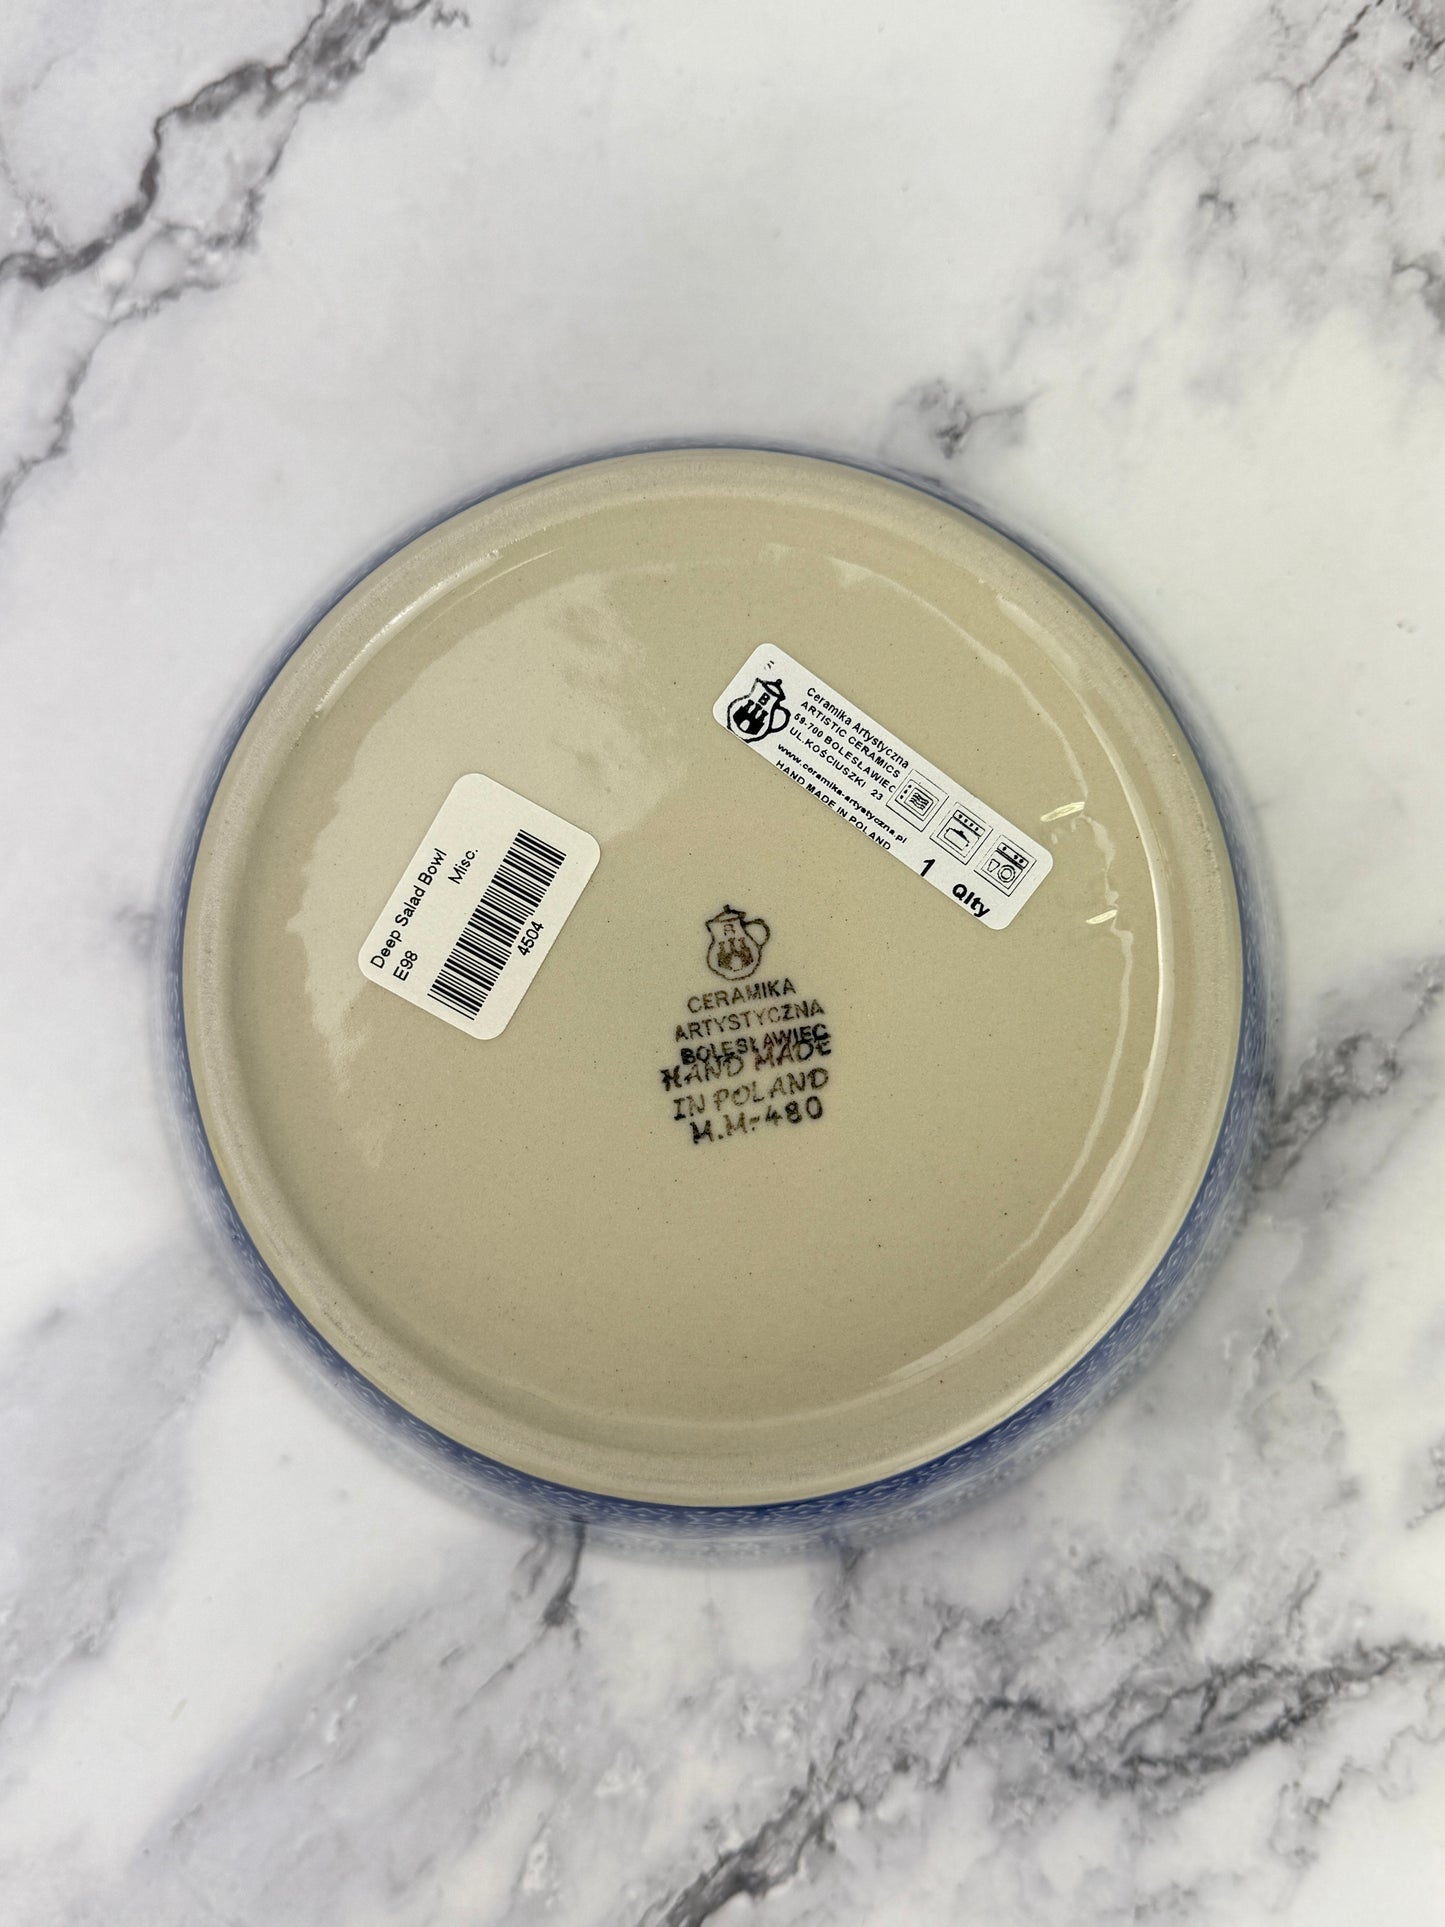 Ceramika Artystyczna
ARTISTIC CERAMICS
59-700 BOLESŁAWIEC
UL.KOŚCIUSZKI 23
www.ceramika-artystyczna.pl
HAND MADE IN POLAND
1 Qlty
Deep Salad Bowl
E98 Misc.
4504
CERAMIKA
ARTYSTYCZNA
BOLESŁAWIEC
HAND MADE
IN POLAND
M.M-480